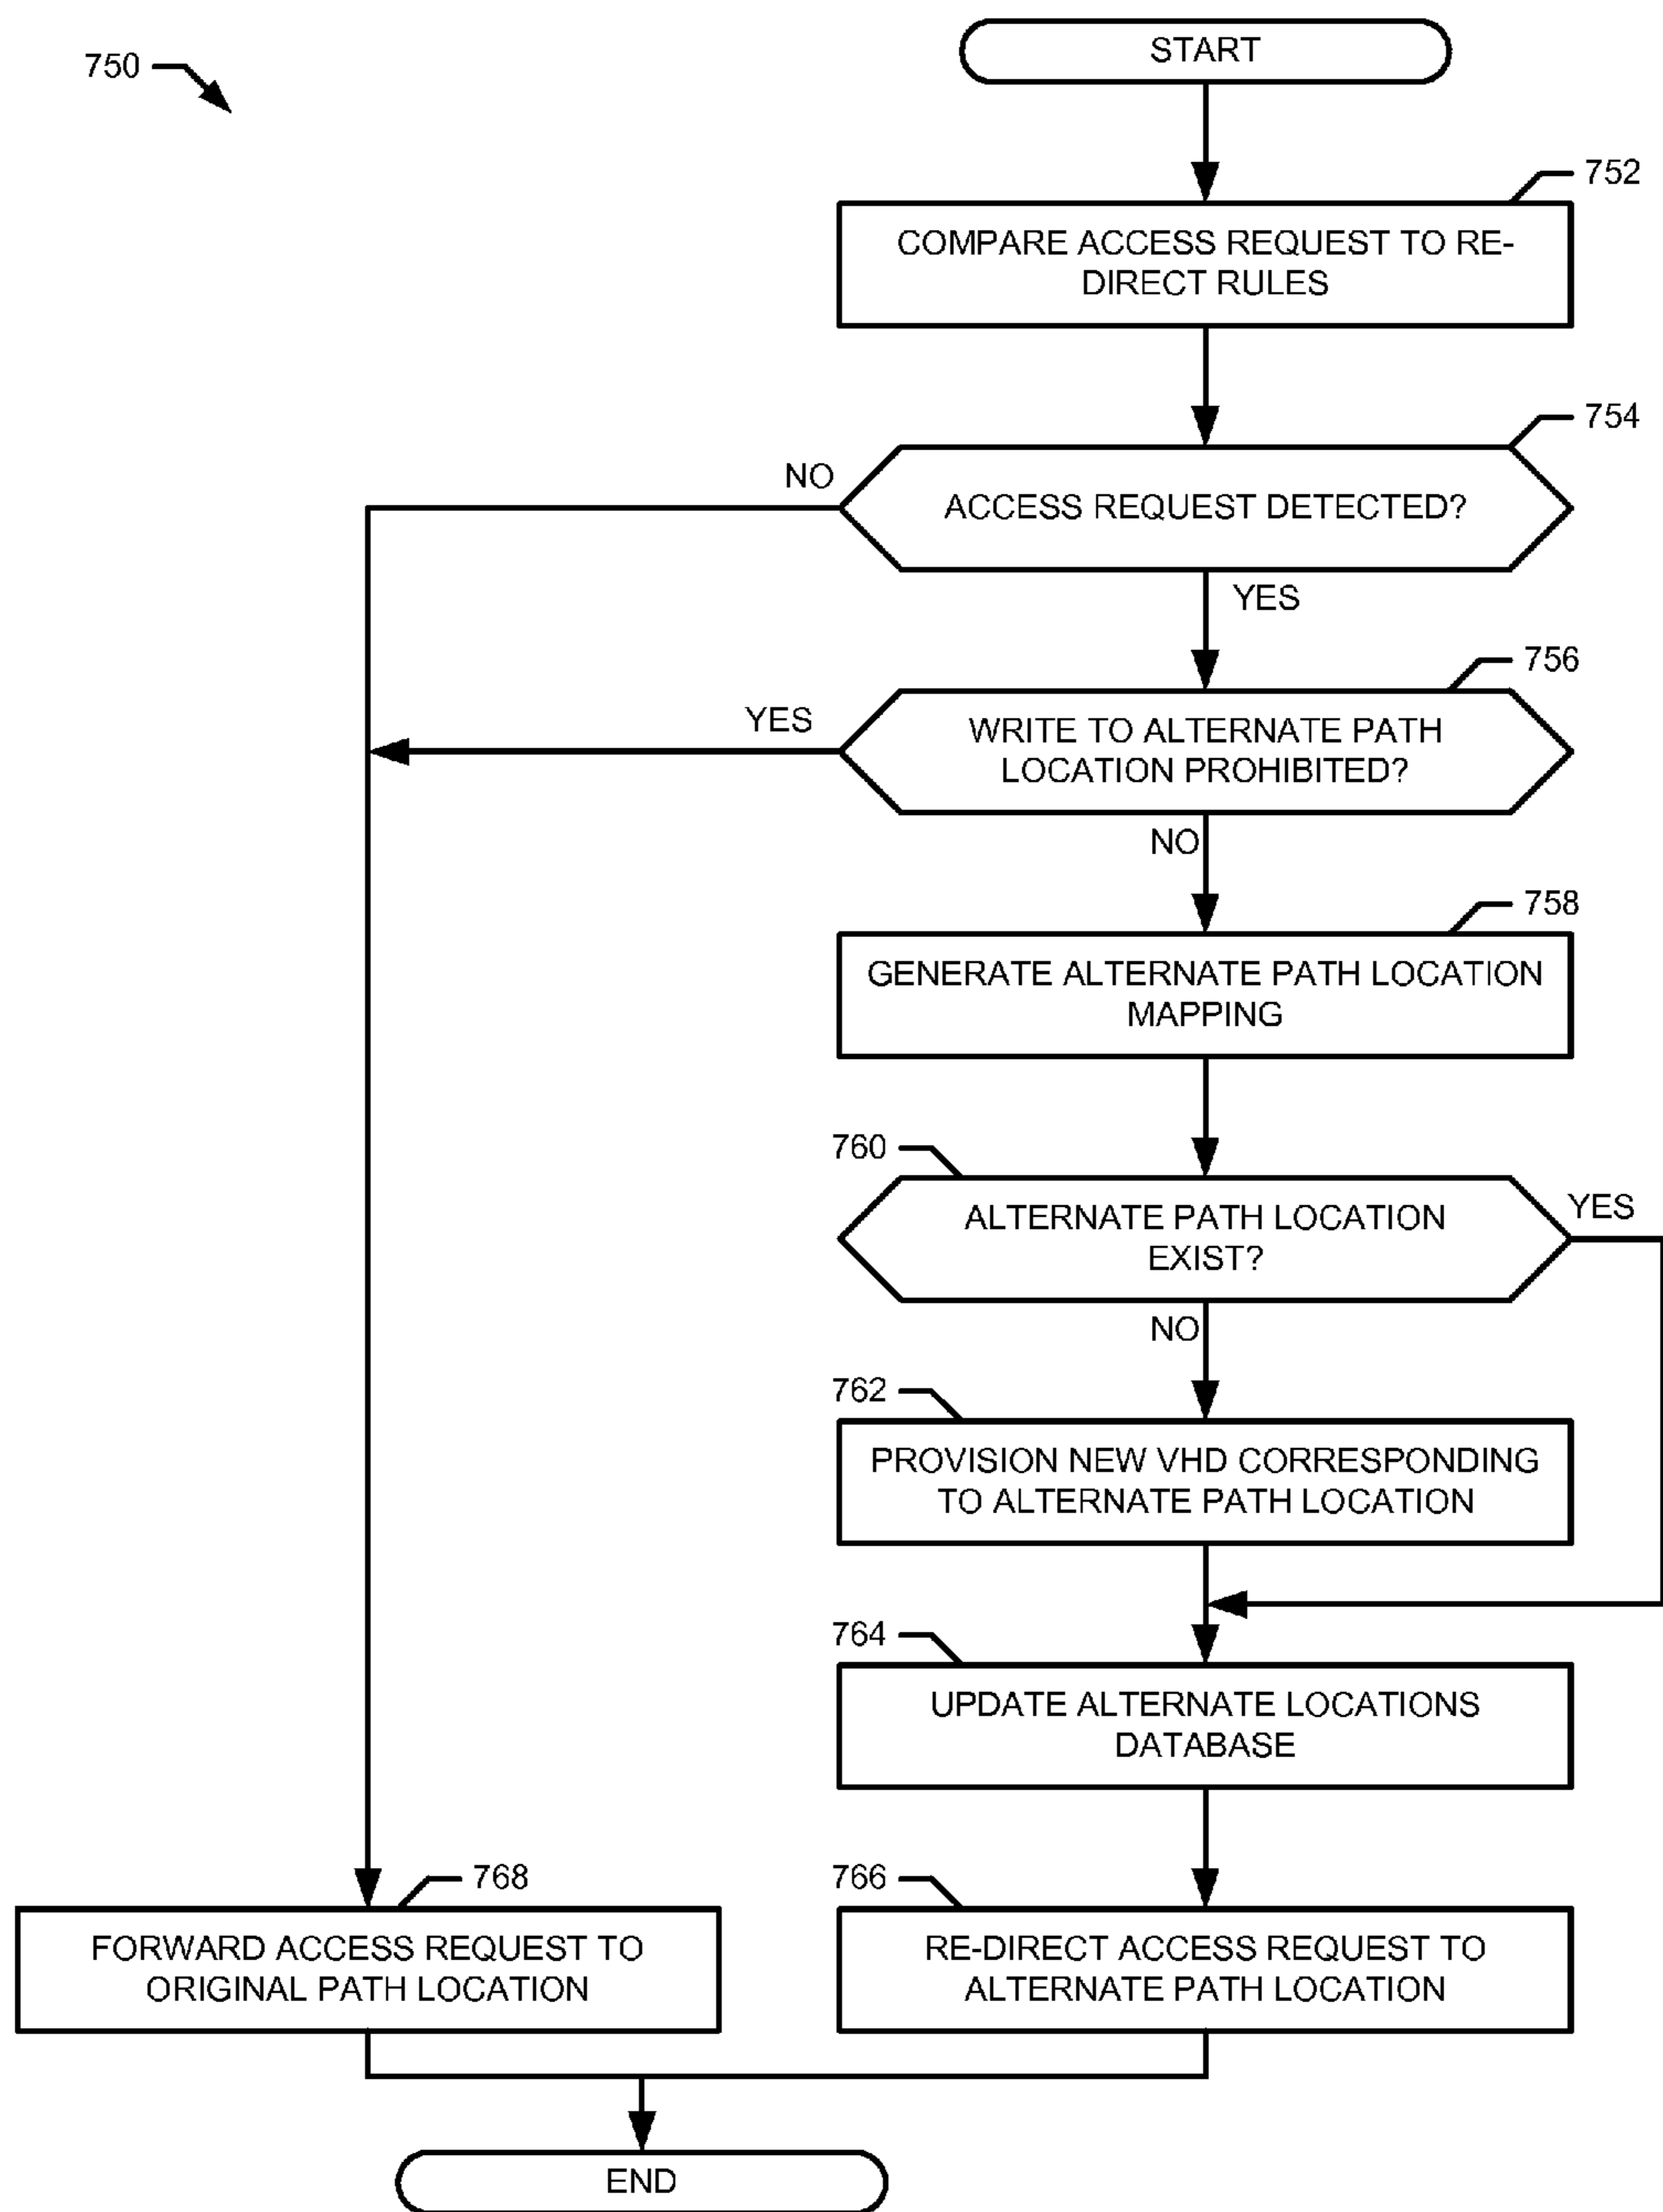 START
750
752
COMPARE ACCESS REQUEST TO RE-
DIRECT RULES
754
NO
ACCESS REQUEST DETECTED?
YES
756
YES
WRITE TO ALTERNATE PATH
LOCATION PROHIBITED?
NO
758
GENERATE ALTERNATE PATH LOCATION
MAPPING
760
YES
ALTERNATE PATH LOCATION
EXIST?
NO
762
PROVISION NEW VHD CORRESPONDING
TO ALTERNATE PATH LOCATION
764
UPDATE ALTERNATE LOCATIONS
DATABASE
768
766
FORWARD ACCESS REQUEST TO
ORIGINAL PATH LOCATION
RE-DIRECT ACCESS REQUEST TO
ALTERNATE PATH LOCATION
END